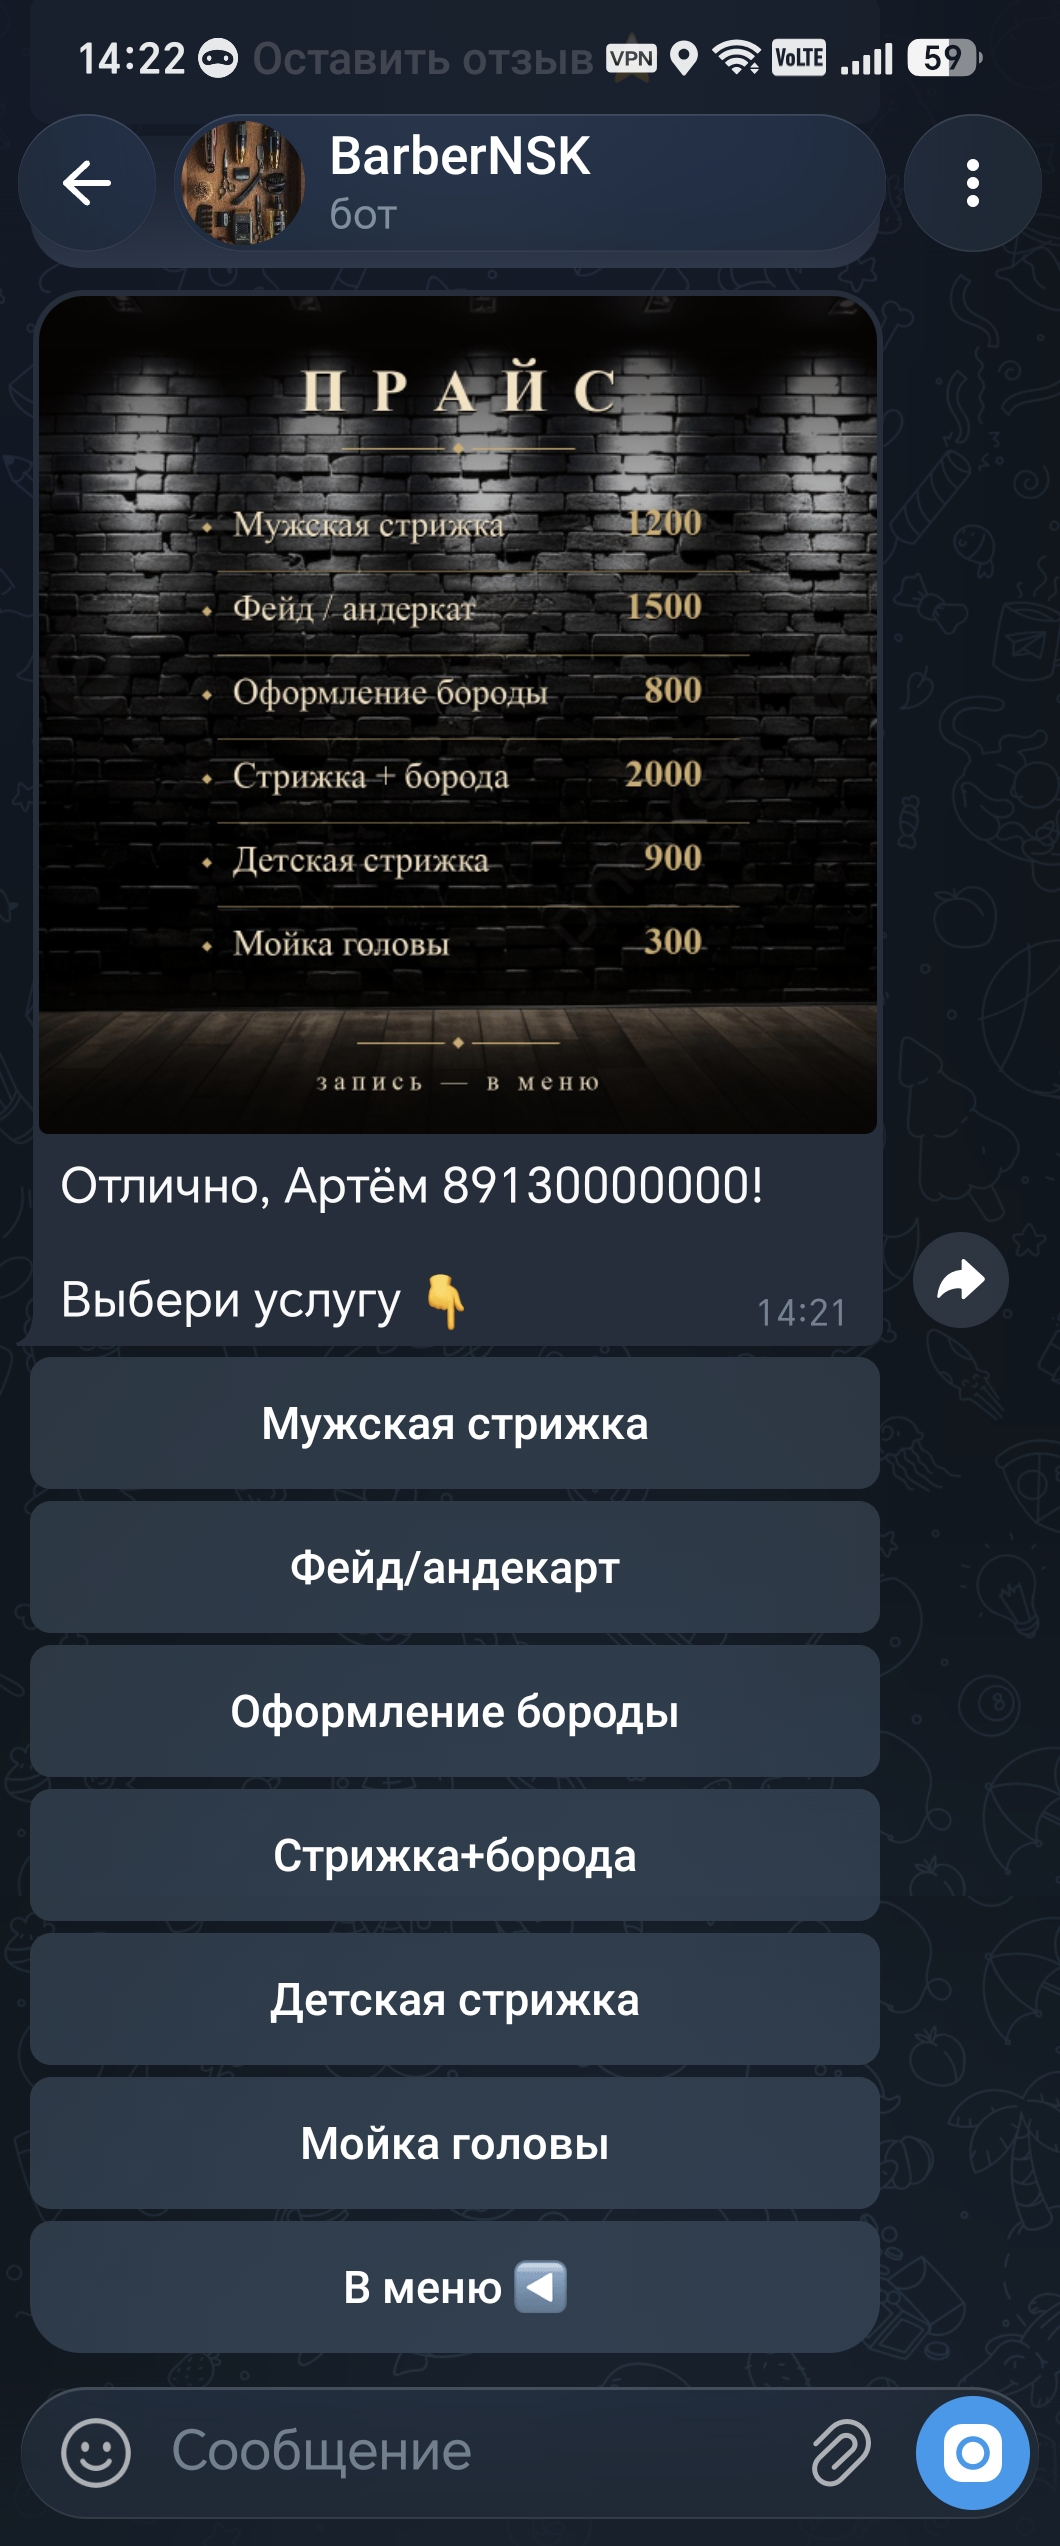 14:22 Оставить отзыв VPN VoLTE 59
BarberNSK
бот
ПРАЙС
Мужская стрижка 1200
Фейд / андеркат 1500
Оформление бороды 800
Стрижка + борода 2000
Детская стрижка 900
Мойка головы 300
запись — в меню
Отлично, Артём 89130000000!
Выбери услугу 👇
14:21
Мужская стрижка
Фейд/андекарт
Оформление бороды
Стрижка+борода
Детская стрижка
Мойка головы
В меню ◀️
Сообщение